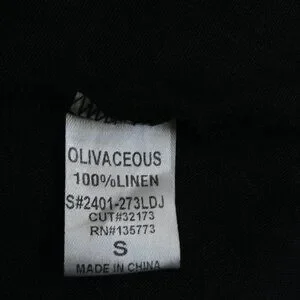 OLIVACEOUS
100%LINEN
S#2401-273LDJ
CUT#32173
RN#135773
S
MADE IN CHINA